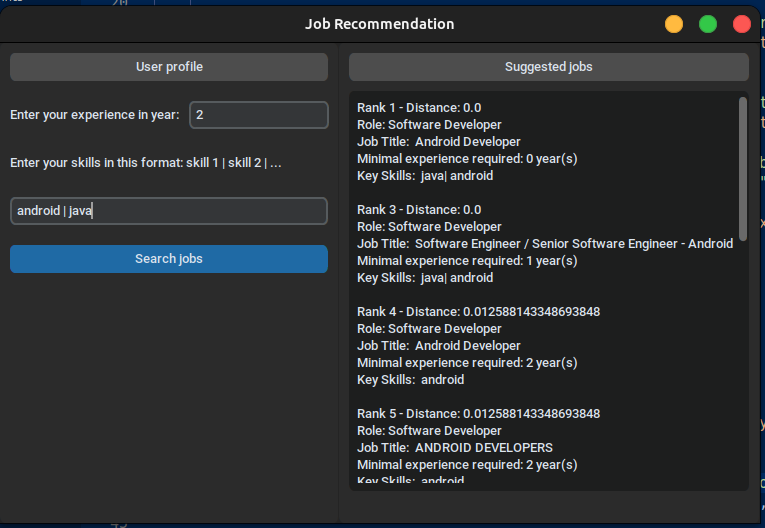 Job Recommendation
User profile
Enter your experience in year: 2
Enter your skills in this format: skill 1 | skill 2 | ...
android | java
Search jobs
Suggested jobs
Rank 1 - Distance: 0.0
Role: Software Developer
Job Title:  Android Developer
Minimal experience required: 0 year(s)
Key Skills:  java| android
Rank 3 - Distance: 0.0
Role: Software Developer
Job Title:  Software Engineer / Senior Software Engineer - Android
Minimal experience required: 1 year(s)
Key Skills:  java| android
Rank 4 - Distance: 0.012588143348693848
Role: Software Developer
Job Title:  Android Developer
Minimal experience required: 2 year(s)
Key Skills:  android
Rank 5 - Distance: 0.012588143348693848
Role: Software Developer
Job Title:  ANDROID DEVELOPERS
Minimal experience required: 2 year(s)
Key Skills:  android